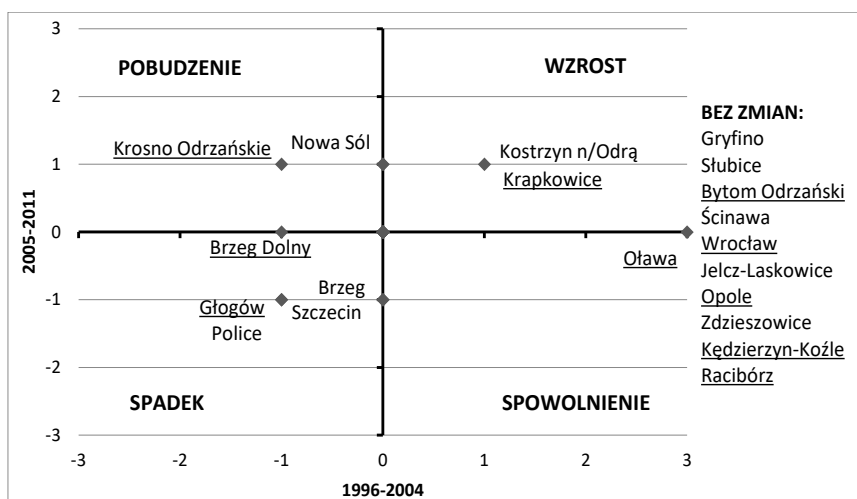 3
POBUDZENIE
WZROST
2
BEZ ZMIAN:
Gryfino
Krosno Odrzańskie
Nowa Sól
Kostrzyn n/Odrą
Słubice
1
Krapkowice
Bytom Odrzański
Ścinawa
0
Brzeg Dolny
Oława
Wrocław
Jelcz-Laskowice
-1
Głogów
Brzeg
Opole
Police
Szczecin
Zdzieszowice
-2
Kędzierzyn-Koźle
SPADEK
SPOWOLNIENIE
Racibórz
-3
2005-2011
-3 -2 -1 0 1 2 3
1996-2004